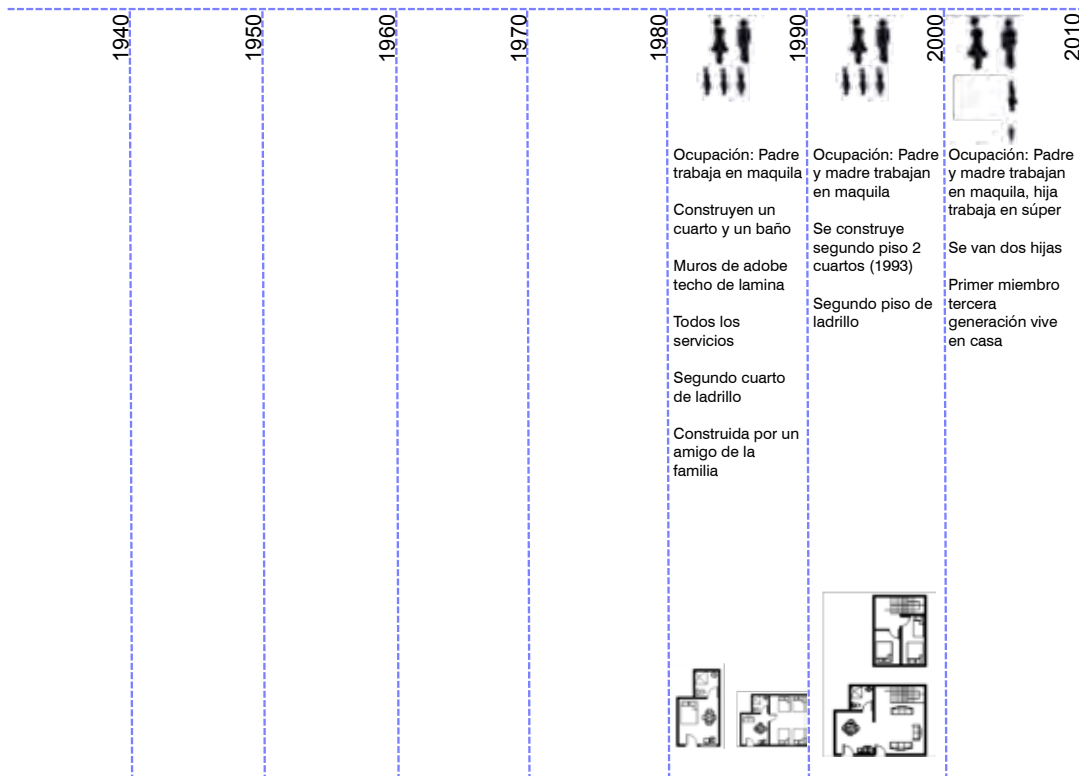 1940
1950
1960
1970
1980
1990
2000
2010
Ocupación: Padre
trabaja en maquila
Construyen un
cuarto y un baño
Muros de adobe
techo de lamina
Todos los
servicios
Segundo cuarto
de ladrillo
Construida por un
amigo de la
familia
Ocupación: Padre
y madre trabajan
en maquila
Se construye
segundo piso 2
cuartos (1993)
Segundo piso de
ladrillo
Ocupación: Padre
y madre trabajan
en maquila, hija
trabaja en súper
Se van dos hijas
Primer miembro
tercera
generación vive
en casa